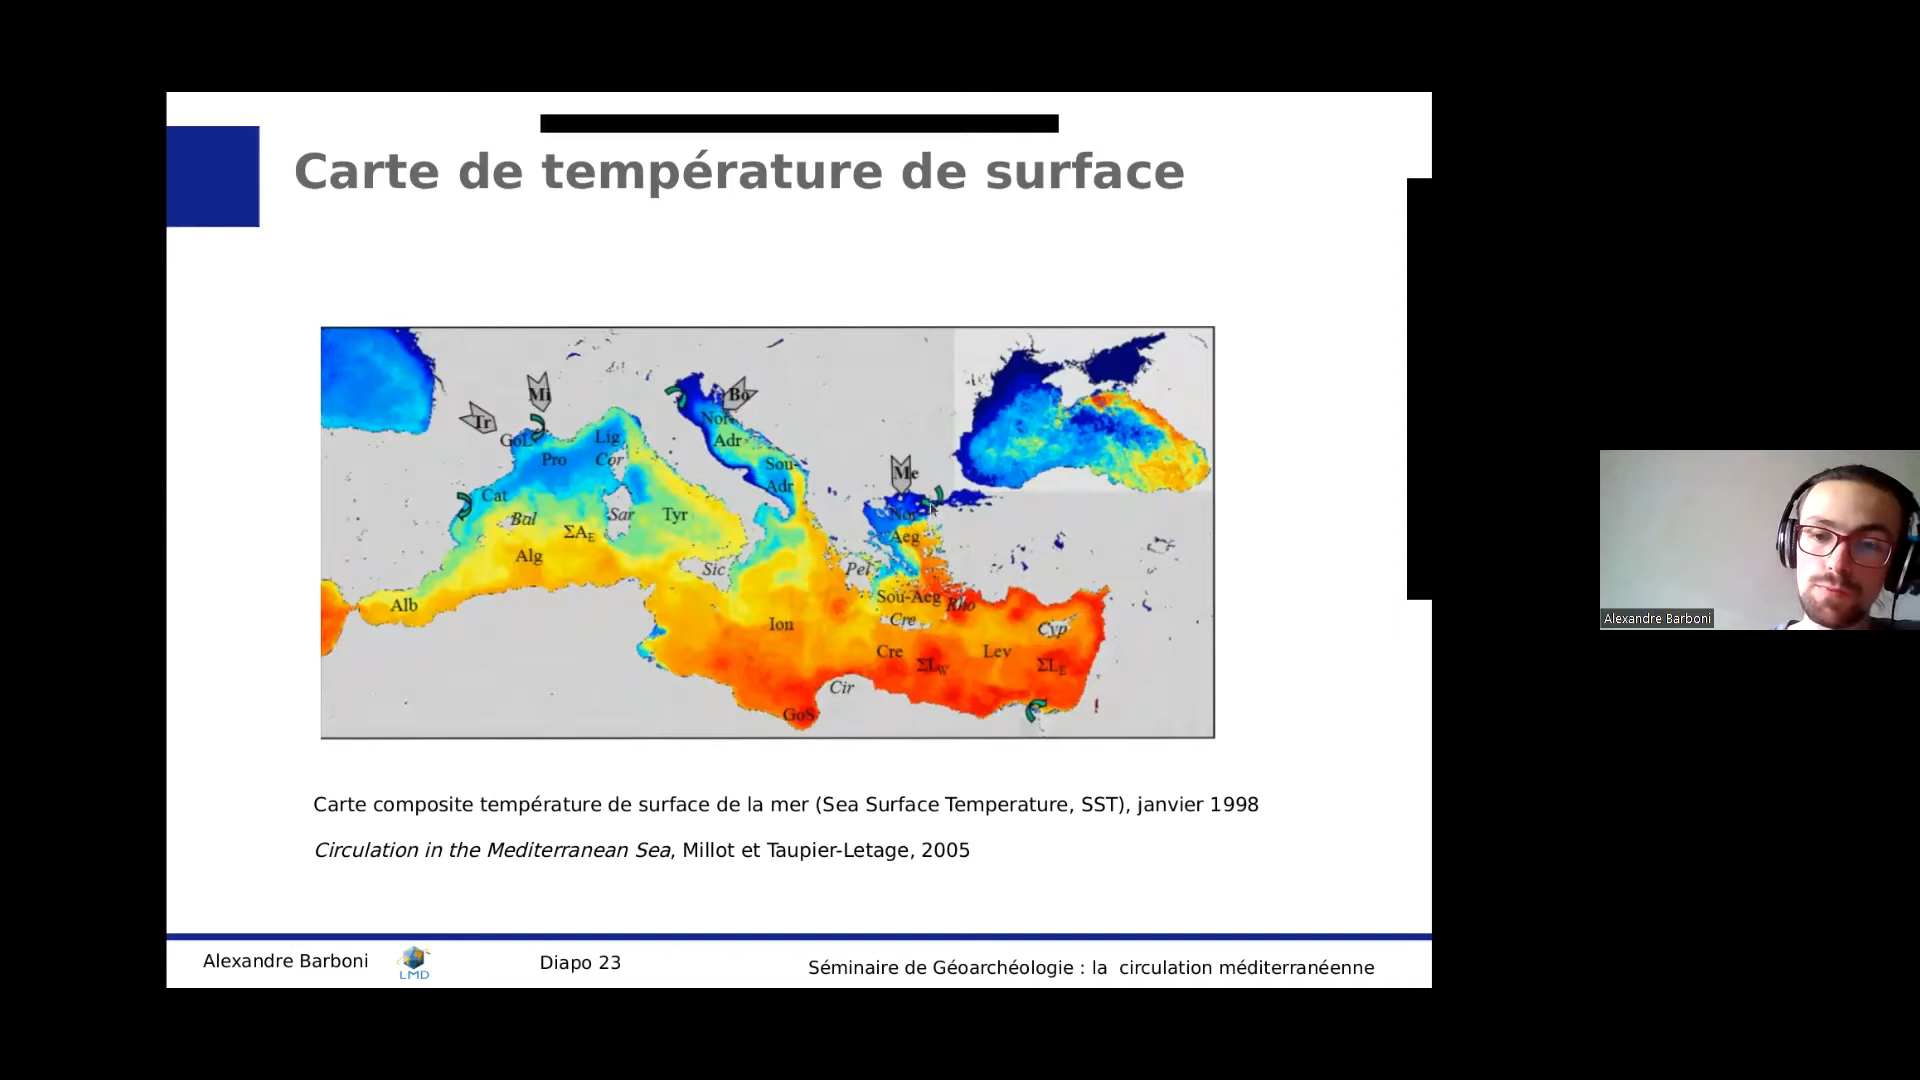 Carte de température de surface
Mi
Bo
Tr
Nor-
GoL
Lig
Adr
Pro
Cor
Sou-
Me
Adr
Cat
Bal
Sar
Tyr
Nor-
ΣAE
Aeg
Alg
Sic
Pel
Alb
Sou-Aeg
Rho
Cre
Ion
Cyp
Cre
ΣLW
Lev
ΣLE
Cir
GoS
Carte composite température de surface de la mer (Sea Surface Temperature, SST), janvier 1998
Circulation in the Mediterranean Sea, Millot et Taupier-Letage, 2005
Alexandre Barboni
LMD
Diapo 23
Séminaire de Géoarchéologie : la circulation méditerranéenne
Alexandre Barboni